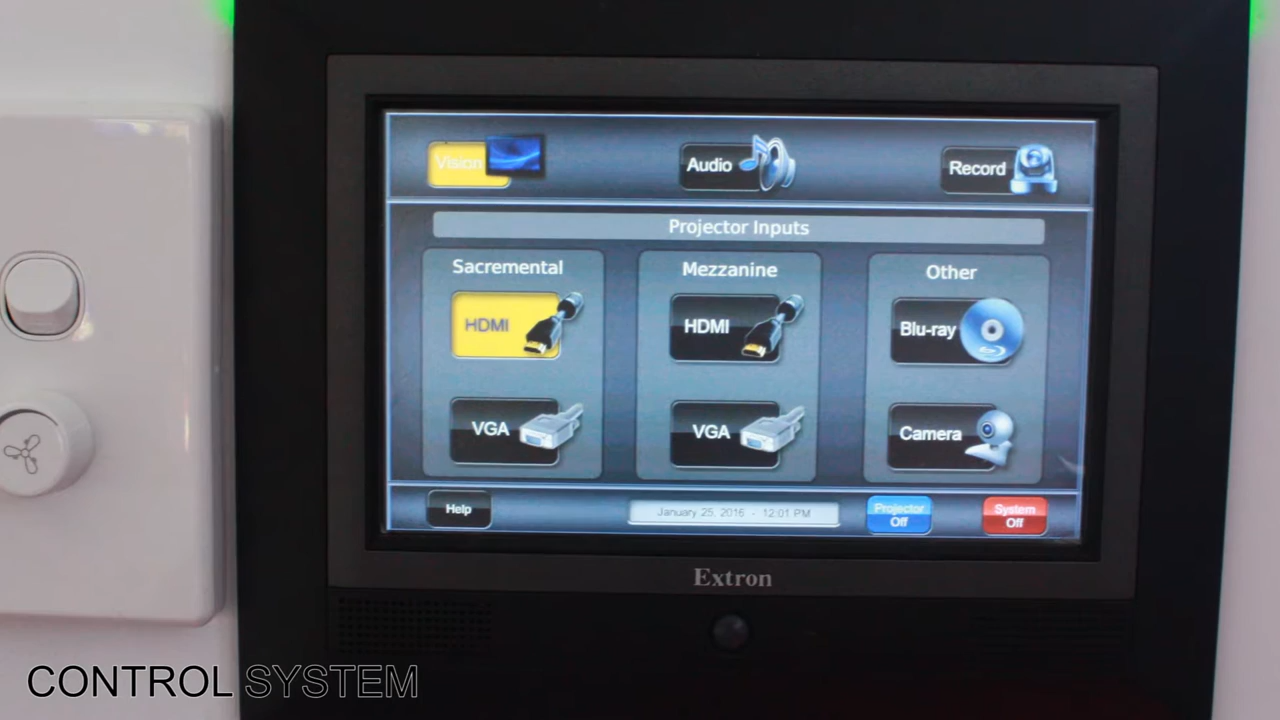 Vision
Audio
Record
Projector Inputs
Sacremental
Mezzanine
Other
HDMI
HDMI
Blu-ray
VGA
VGA
Camera
Help
January 25, 2016 - 12:01 PM
Projector
Off
System
Off
Extron
CONTROL SYSTEM